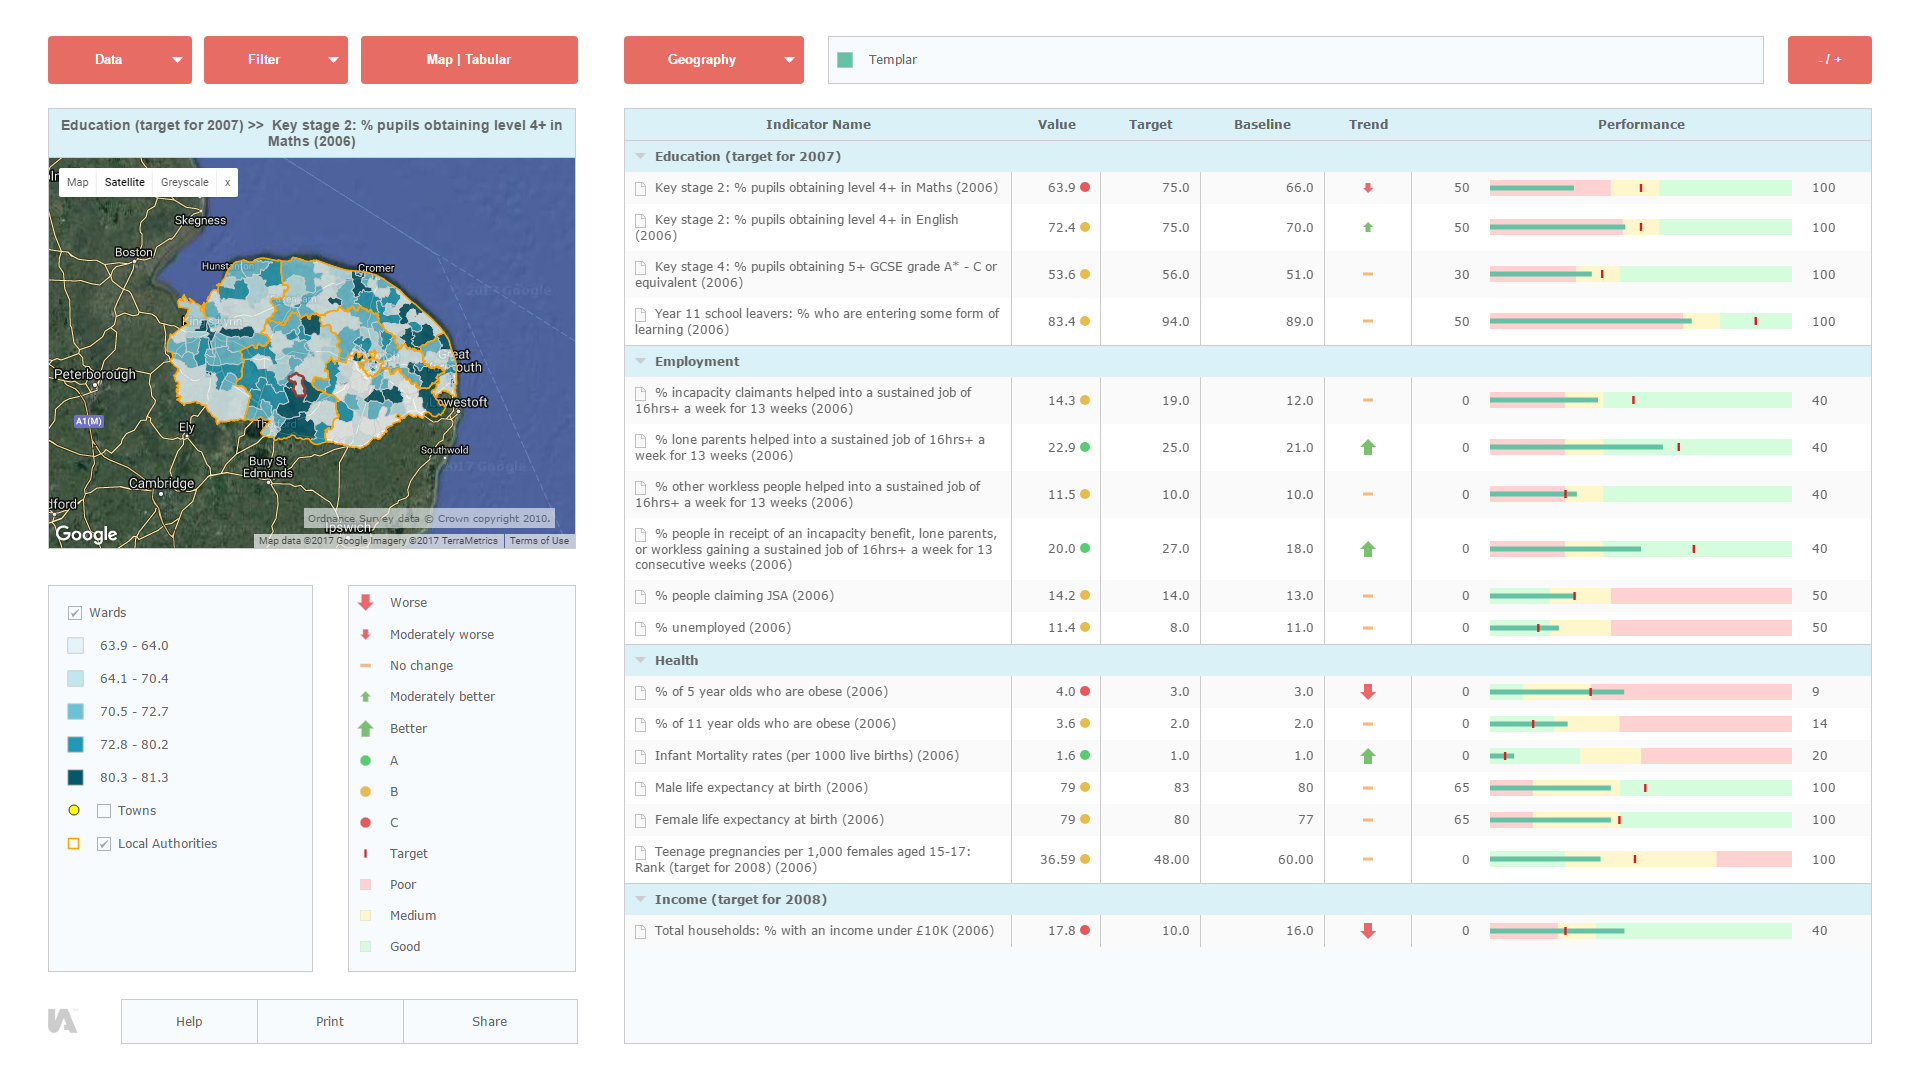 Data
Filter
Map | Tabular
Geography
Templar
- / +
Education (target for 2007) >> Key stage 2: % pupils obtaining level 4+ in
Maths (2006)
Map
Satellite
Greyscale
x
Skegness
Boston
Cromer
Great
Peterborough
A1(M)
Ely
Southwold
Bury St
Edmunds
Cambridge
Ordnance Survey data © Crown copyright 2010.
Ipswich
Google
Map data ©2017 Google Imagery ©2017 TerraMetrics
Terms of Use
Wards
63.9 - 64.0
64.1 - 70.4
70.5 - 72.7
72.8 - 80.2
80.3 - 81.3
Towns
Local Authorities
Worse
Moderately worse
No change
Moderately better
Better
A
B
C
Target
Poor
Medium
Good
Help
Print
Share
Indicator Name Value Target Baseline Trend Performance
Education (target for 2007)
Key stage 2: % pupils obtaining level 4+ in Maths (2006) 63.9 75.0 66.0 50 100
Key stage 2: % pupils obtaining level 4+ in English
(2006) 72.4 75.0 70.0 50 100
Key stage 4: % pupils obtaining 5+ GCSE grade A* - C or
equivalent (2006) 53.6 56.0 51.0 30 100
Year 11 school leavers: % who are entering some form of
learning (2006) 83.4 94.0 89.0 50 100
Employment
% incapacity claimants helped into a sustained job of
16hrs+ a week for 13 weeks (2006) 14.3 19.0 12.0 0 40
% lone parents helped into a sustained job of 16hrs+ a
week for 13 weeks (2006) 22.9 25.0 21.0 0 40
% other workless people helped into a sustained job of
16hrs+ a week for 13 weeks (2006) 11.5 10.0 10.0 0 40
% people in receipt of an incapacity benefit, lone parents,
or workless gaining a sustained job of 16hrs+ a week for 13
consecutive weeks (2006) 20.0 27.0 18.0 0 40
% people claiming JSA (2006) 14.2 14.0 13.0 0 50
% unemployed (2006) 11.4 8.0 11.0 0 50
Health
% of 5 year olds who are obese (2006) 4.0 3.0 3.0 0 9
% of 11 year olds who are obese (2006) 3.6 2.0 2.0 0 14
Infant Mortality rates (per 1000 live births) (2006) 1.6 1.0 1.0 0 20
Male life expectancy at birth (2006) 79 83 80 65 100
Female life expectancy at birth (2006) 79 80 77 65 100
Teenage pregnancies per 1,000 females aged 15-17:
Rank (target for 2008) (2006) 36.59 48.00 60.00 0 100
Income (target for 2008)
Total households: % with an income under £10K (2006) 17.8 10.0 16.0 0 40